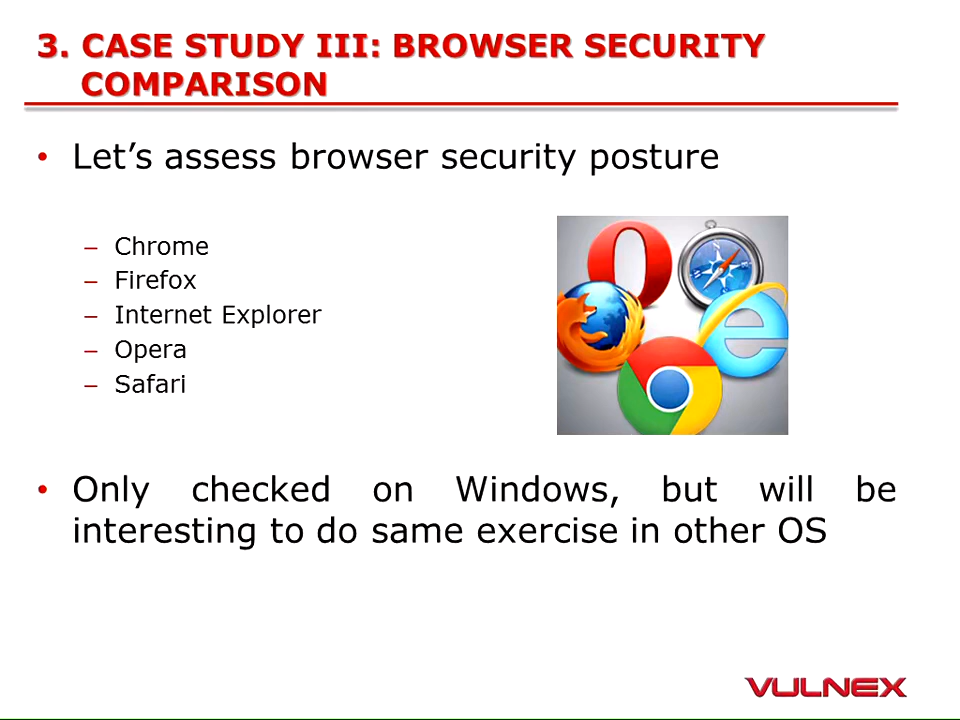 3. CASE STUDY III: BROWSER SECURITY
COMPARISON
• Let’s assess browser security posture
– Chrome
– Firefox
– Internet Explorer
– Opera
– Safari
• Only checked on Windows, but will be
interesting to do same exercise in other OS
VULNEX